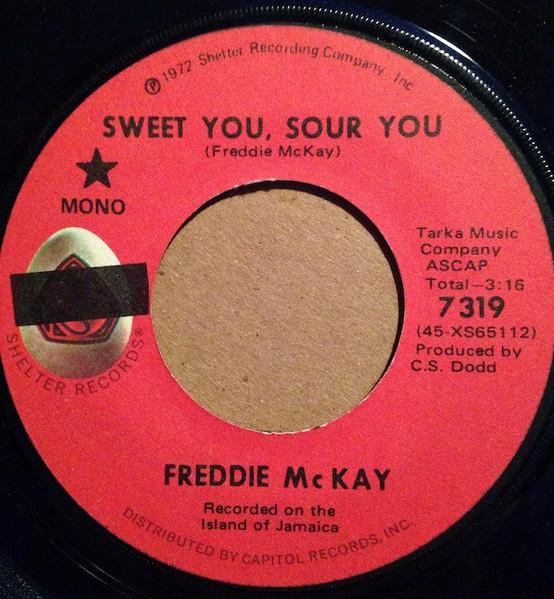 ℗ 1972 Shelter Recording Company, Inc
SWEET YOU, SOUR YOU
(Freddie McKay)
MONO
Tarka Music
Company
ASCAP
Total—3:16
7319
(45-XS65112)
Produced by
C.S. Dodd
SHELTER RECORDS®
FREDDIE McKAY
Recorded on the
Island of Jamaica
DISTRIBUTED BY CAPITOL RECORDS, INC.